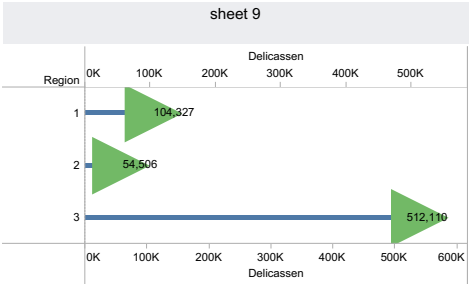 sheet 9
Delicassen
Region 0K 100K 200K 300K 400K 500K
1 104,327
2 54,506
3 512,110
0K 100K 200K 300K 400K 500K 600K
Delicassen